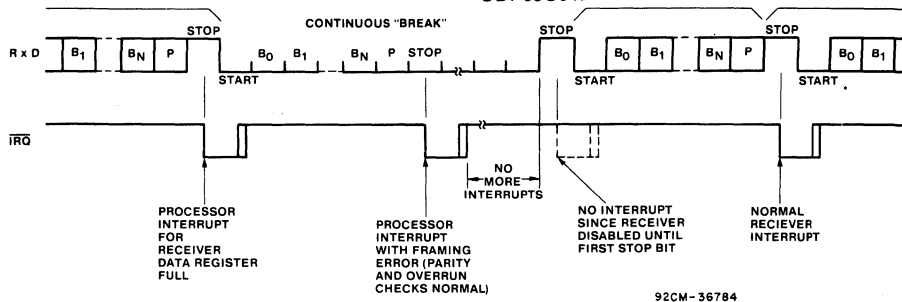 CONTINUOUS "BREAK"
STOP STOP STOP
R x D B1 BN P B0 B1 BN P STOP B0 B1 BN P B0 B1
START START START
IRQ
NO
MORE
INTERRUPTS
PROCESSOR
INTERRUPT
FOR
RECEIVER
DATA REGISTER
FULL
PROCESSOR
INTERRUPT
WITH FRAMING
ERROR (PARITY
AND OVERRUN
CHECKS NORMAL)
NO INTERRUPT
SINCE RECEIVER
DISABLED UNTIL
FIRST STOP BIT
NORMAL
RECIEVER
INTERRUPT
92CM-36784